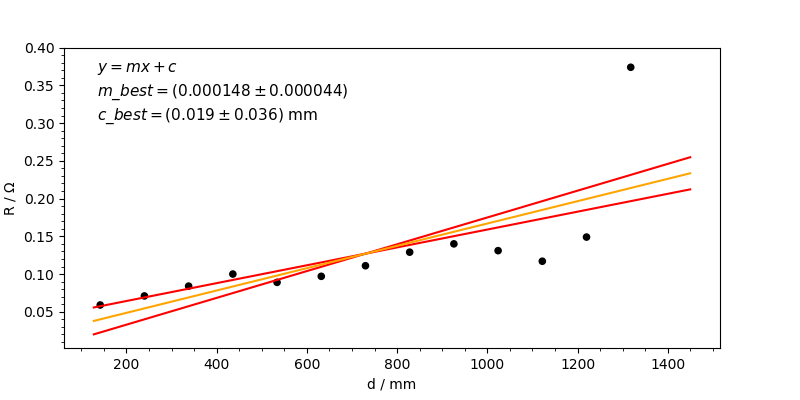 y = mx + c
m_best = (0.000148 ± 0.000044)
c_best = (0.019 ± 0.036) mm
0.40
0.35
0.30
0.25
0.20
0.15
0.10
0.05
R / Ω
200 400 600 800 1000 1200 1400
d / mm